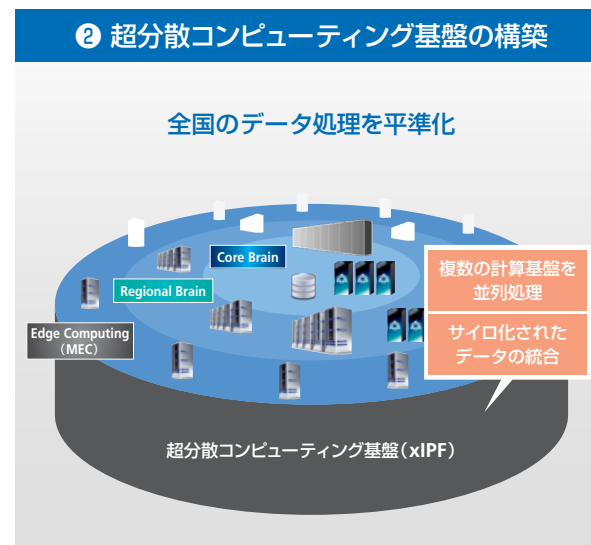 ❷ 超分散コンピューティング基盤の構築
全国のデータ処理を平準化
Core Brain
Regional Brain
Edge Computing
（MEC）
複数の計算基盤を
並列処理
サイロ化された
データの統合
超分散コンピューティング基盤（xIPF）